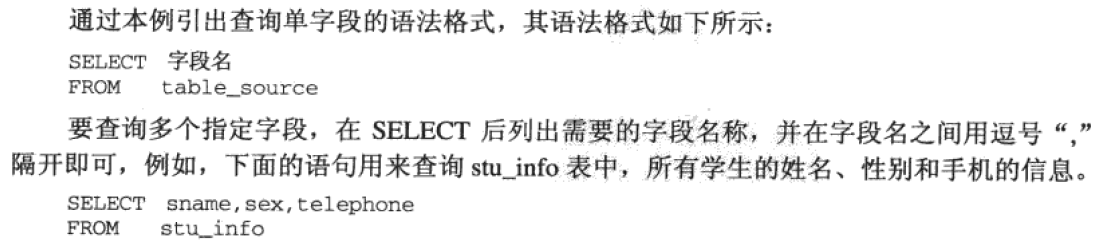 通过本例引出查询单字段的语法格式，其语法格式如下所示：
SELECT 字段名
FROM table_source
要查询多个指定字段，在 SELECT 后列出需要的字段名称，并在字段名之间用逗号“,”
隔开即可，例如，下面的语句用来查询 stu_info 表中，所有学生的姓名、性别和手机的信息。
SELECT sname,sex,telephone
FROM stu_info